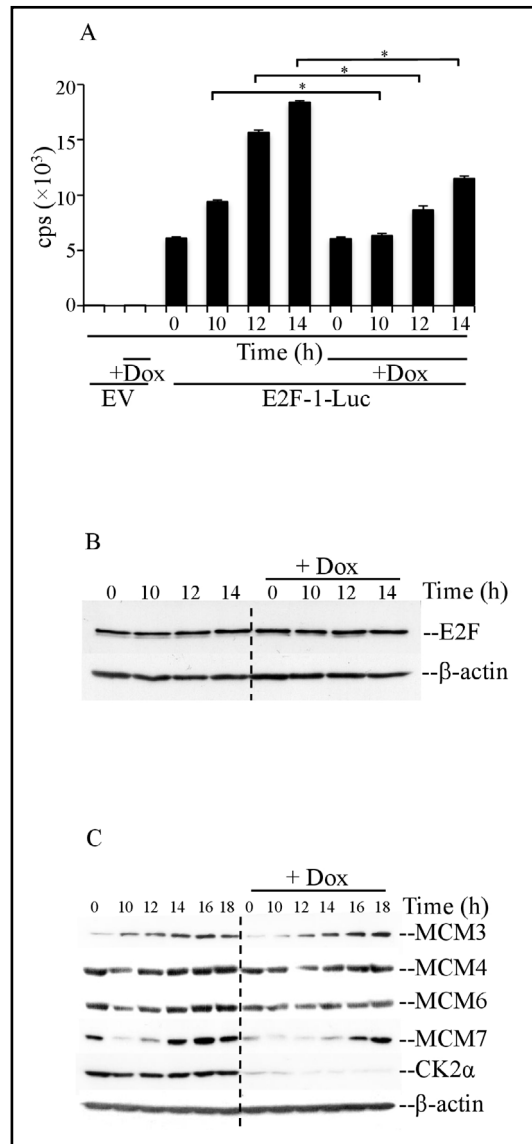 A
20
15
10
5
0
cps (×10³)
*
*
*
0 10 12 14 0 10 12 14
Time (h)
+Dox +Dox
EV E2F-1-Luc
B
+ Dox
0 10 12 14 0 10 12 14 Time (h)
--E2F
--β-actin
C
+ Dox
0 10 12 14 16 18 0 10 12 14 16 18 Time (h)
--MCM3
--MCM4
--MCM6
--MCM7
--CK2α
--β-actin